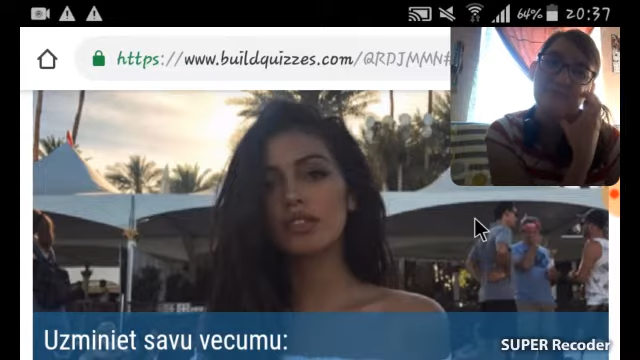 64% 20:37
https://www.buildquizzes.com/QRDJMMN#
Uzminiet savu vecumu:
SUPER Recoder